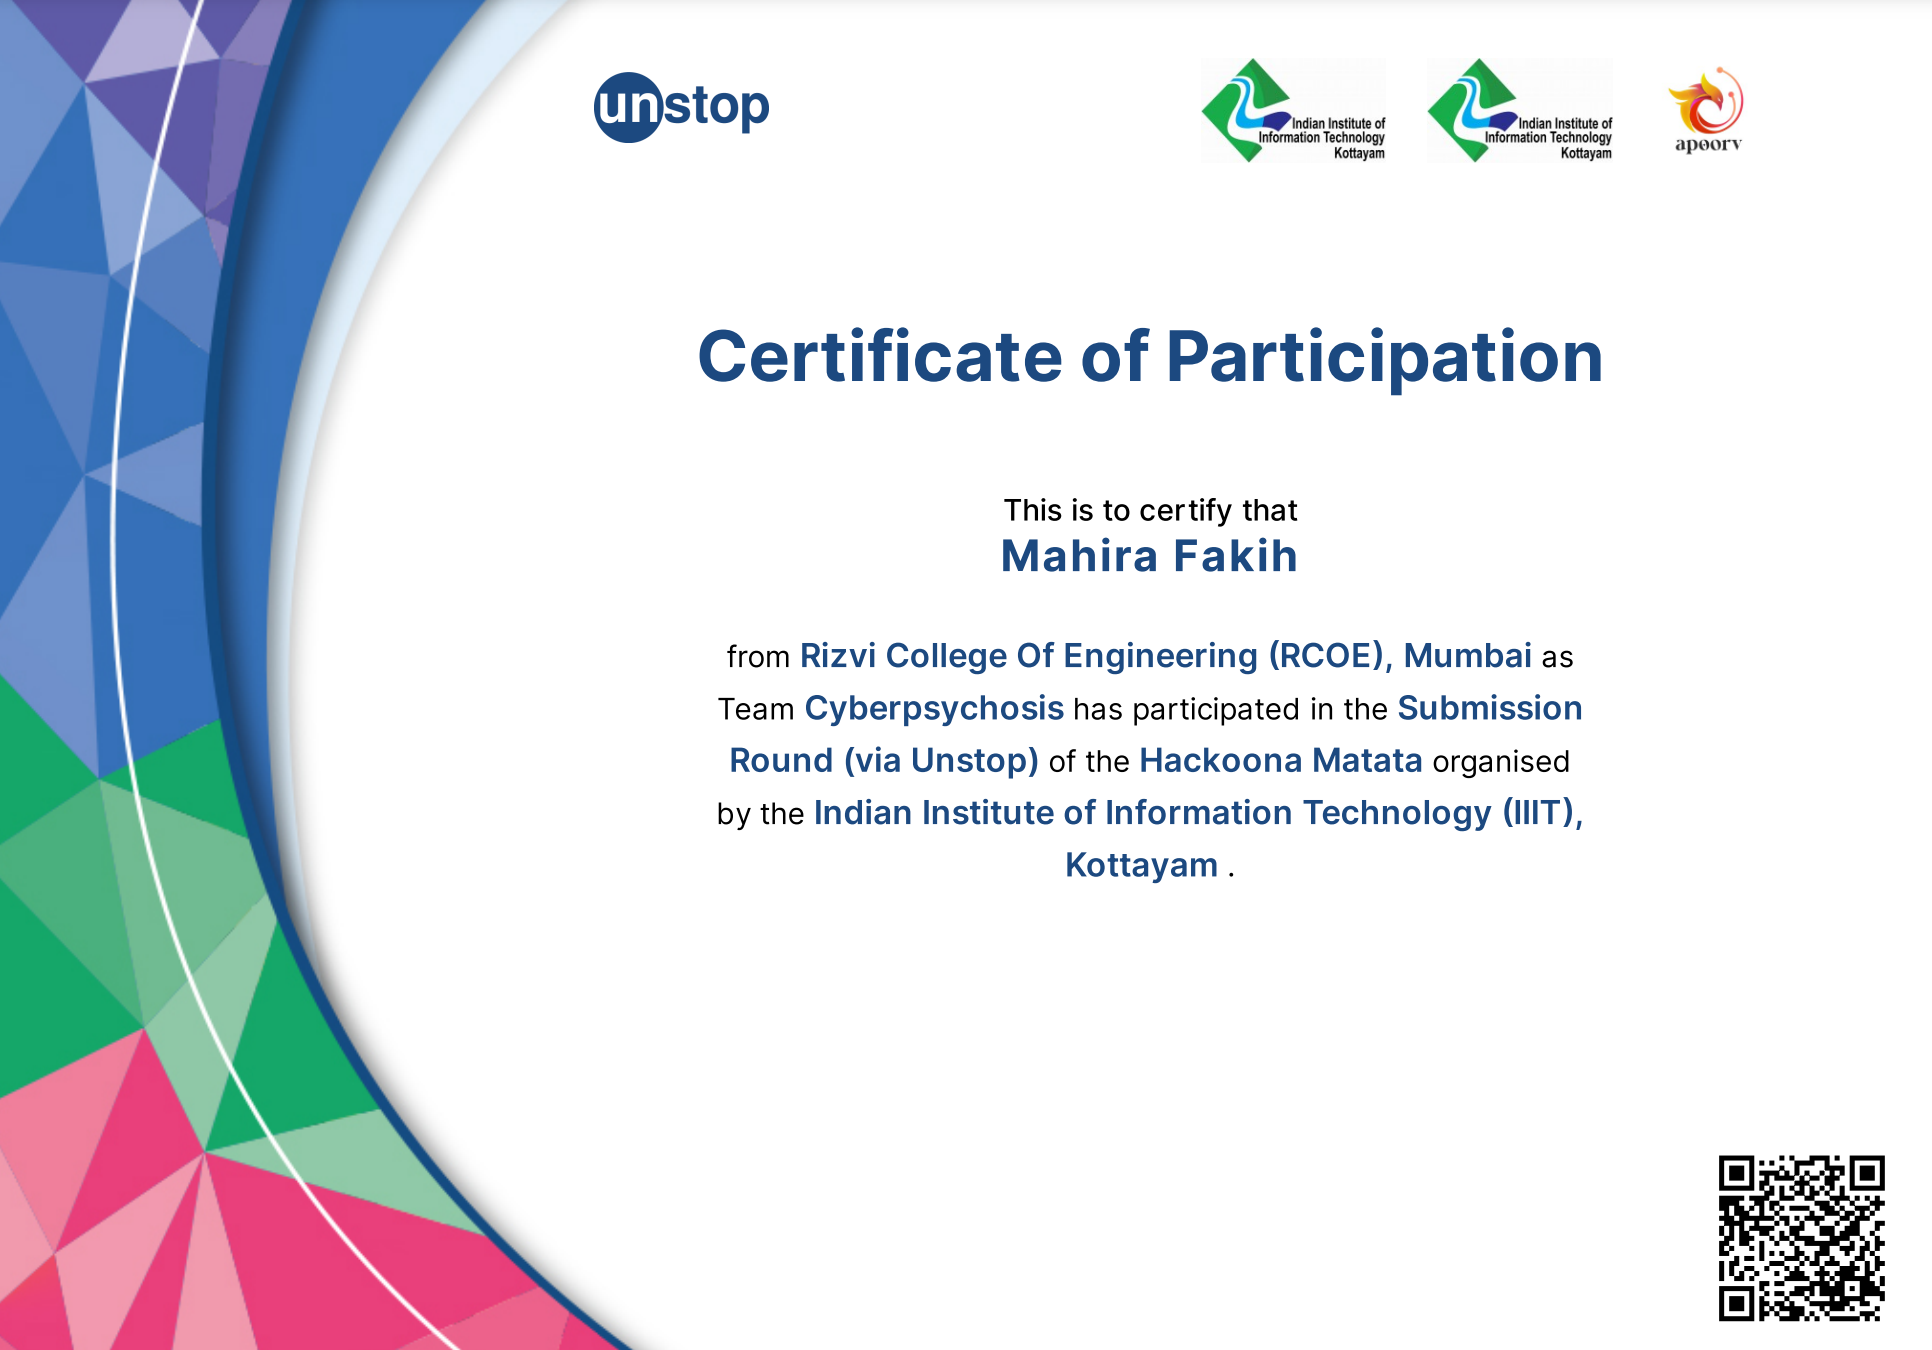 unstop
Indian Institute of
Information Technology
Kottayam
Indian Institute of
Information Technology
Kottayam
apoorv
Certificate of Participation
This is to certify that
Mahira Fakih
from Rizvi College Of Engineering (RCOE), Mumbai as
Team Cyberpsychosis has participated in the Submission
Round (via Unstop) of the Hackoona Matata organised
by the Indian Institute of Information Technology (IIIT),
Kottayam .